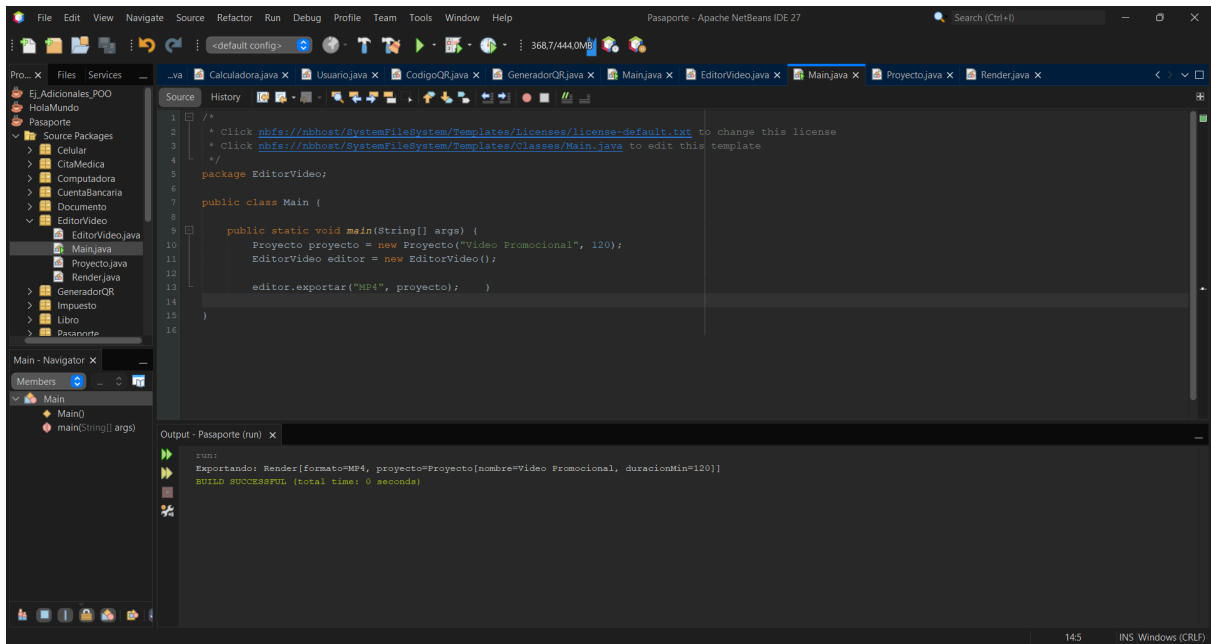 File Edit View Navigate Source Refactor Run Debug Profile Team Tools Window Help
Pasaporte - Apache NetBeans IDE 27
Search (Ctrl+I)
<default config>
368,7/444,0MB
Pro... X Files Services
...va Calculadora.java X Usuario.java X CodigoQR.java X GeneradorQR.java X Main.java X EditorVideo.java X Main.java X Proyecto.java X Render.java X
Ej_Adicionales_POO
HolaMundo
Pasaporte
Source Packages
Celular
CitaMedica
Computadora
CuentaBancaria
Documento
EditorVideo
EditorVideo.java
Main.java
Proyecto.java
Render.java
GeneradorQR
Impuesto
Libro
Pasaporte
Source History
1 /*
2 * Click nbfs://nbhost/SystemFileSystem/Templates/Licenses/license-default.txt to change this license
3 * Click nbfs://nbhost/SystemFileSystem/Templates/Classes/Main.java to edit this template
4 */
5 package EditorVideo;
6
7 public class Main {
8
9 public static void main(String[] args) {
10 Proyecto proyecto = new Proyecto("Video Promocional", 120);
11 EditorVideo editor = new EditorVideo();
12
13 editor.exportar("MP4", proyecto); }
14
15 }
16
Main - Navigator X
Members
Main
Main()
main(String[] args)
Output - Pasaporte (run) X
run:
Exportando: Render[formato=MP4, proyecto=Proyecto[nombre=Video Promocional, duracionMin=120]]
BUILD SUCCESSFUL (total time: 0 seconds)
14:5 INS Windows (CRLF)